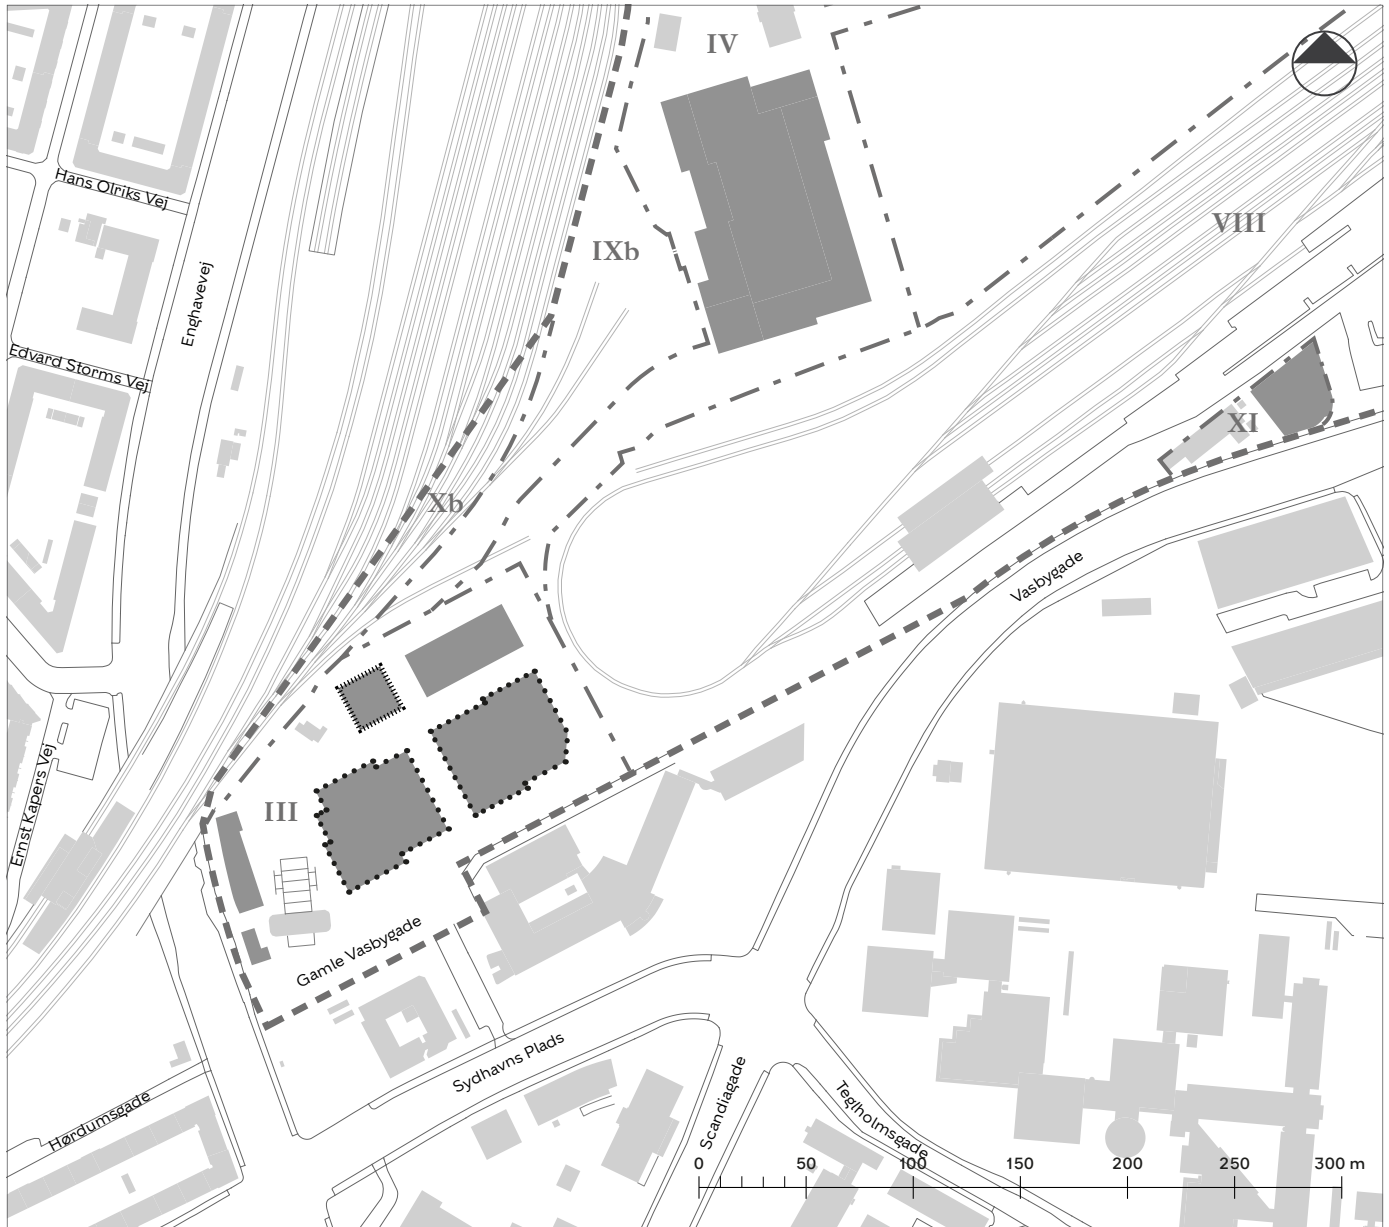 IV
Hans Olriks Vej
VIII
IXb
Enghavevej
Edvard Storms Vej
XI
Xb
Vasbygade
Ernst Kapers Vej
III
Gamle Vasbygade
Sydhavns Plads
Scandiagade
Teglholmsgade
Hørdumsgade
0 50 100 150 200 250 300 m